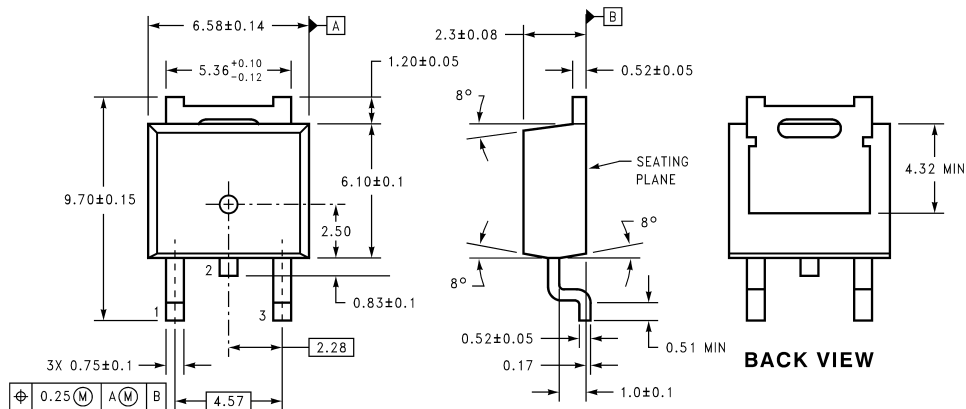 6.58±0.14
A
5.36 +0.10 -0.12
1.20±0.05
9.70±0.15
6.10±0.1
2.50
2
0.83±0.1
1
3
2.28
3X 0.75±0.1
⌖ 0.25 Ⓜ A Ⓜ B
4.57
B
2.3±0.08
0.52±0.05
8°
SEATING
PLANE
8°
8°
0.52±0.05
0.51 MIN
0.17
1.0±0.1
4.32 MIN
BACK VIEW